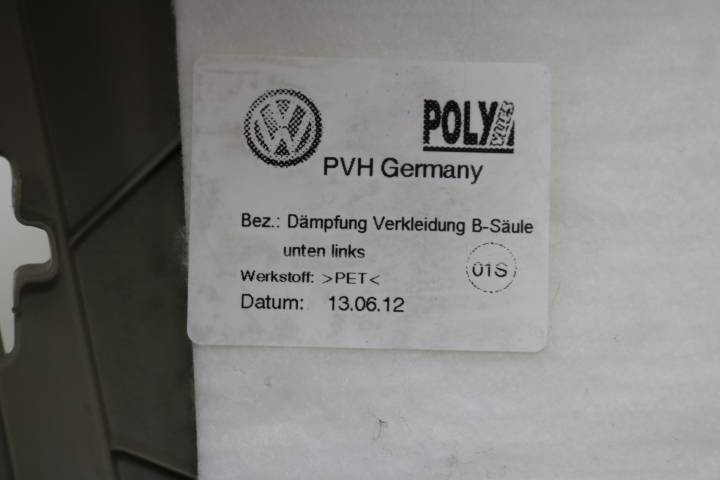 POLY
PVH Germany
Bez.: Dämpfung Verkleidung B-Säule
unten links
Werkstoff: >PET<
01S
Datum: 13.06.12